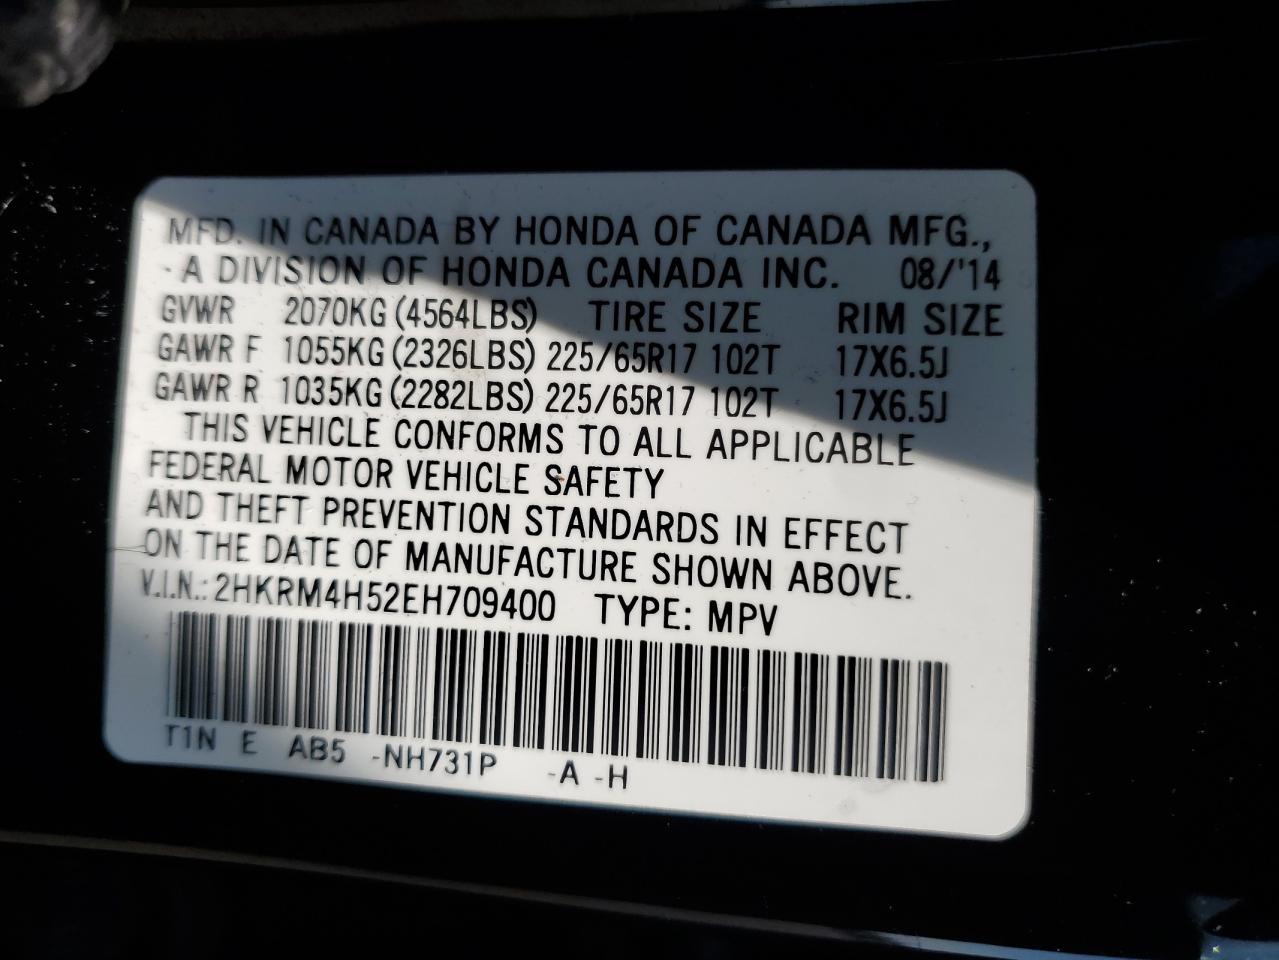 MFD. IN CANADA BY HONDA OF CANADA MFG.,
- A DIVISION OF HONDA CANADA INC. 08/'14
GVWR 2070KG (4564LBS) TIRE SIZE RIM SIZE
GAWR F 1055KG (2326LBS) 225/65R17 102T 17X6.5J
GAWR R 1035KG (2282LBS) 225/65R17 102T 17X6.5J
THIS VEHICLE CONFORMS TO ALL APPLICABLE
FEDERAL MOTOR VEHICLE SAFETY
AND THEFT PREVENTION STANDARDS IN EFFECT
ON THE DATE OF MANUFACTURE SHOWN ABOVE.
V.I.N.: 2HKRM4H52EH709400 TYPE: MPV
T1N E AB5 -NH731P -A -H